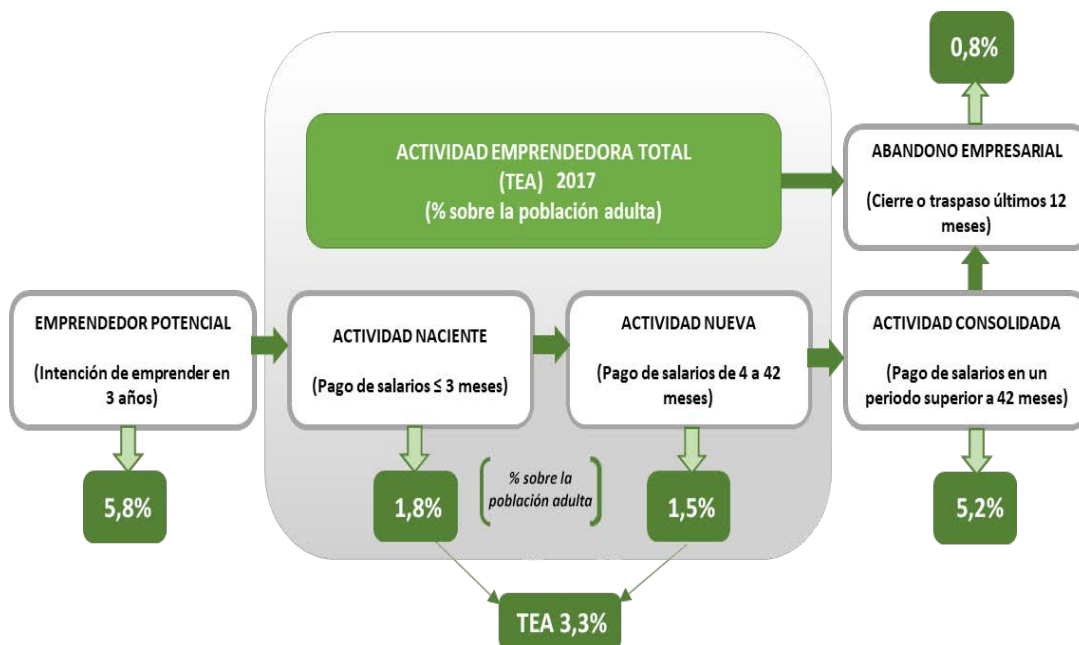 0,8%
ACTIVIDAD EMPRENDEDORA TOTAL
(TEA) 2017
(% sobre la población adulta)
ABANDONO EMPRESARIAL
(Cierre o traspaso últimos 12
meses)
EMPRENDEDOR POTENCIAL
(Intención de emprender en
3 años)
ACTIVIDAD NACIENTE
(Pago de salarios ≤ 3 meses)
ACTIVIDAD NUEVA
(Pago de salarios de 4 a 42
meses)
ACTIVIDAD CONSOLIDADA
(Pago de salarios en un
periodo superior a 42 meses)
5,8%
1,8%
% sobre la
población adulta
1,5%
5,2%
TEA 3,3%